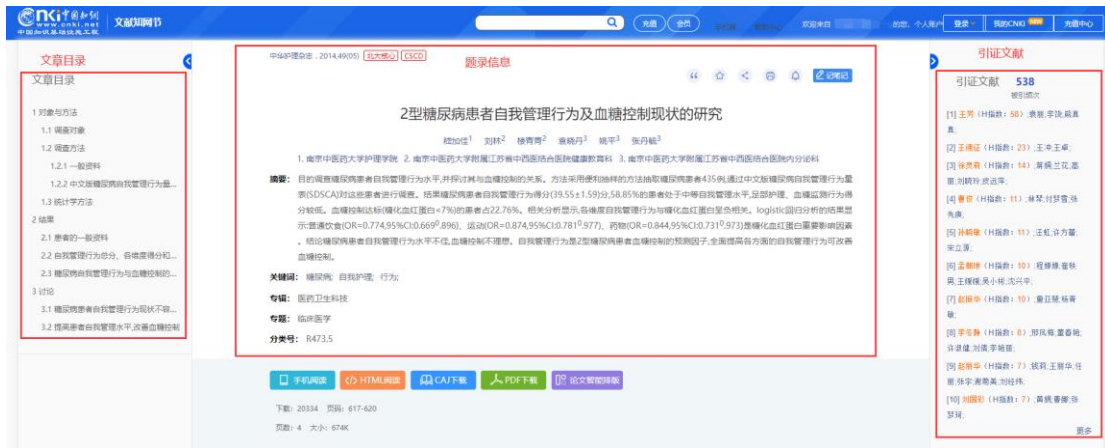 cnki 中国知网
www.cnki.net
中国知识基础设施工程
文献知网节
充值
会员
欢迎来自
的您，个人账户
登录
我的CNKI NEW
充值中心
文章目录
文章目录
1 对象与方法
1.1 调查对象
1.2 调查方法
1.2.1 一般资料
1.2.2 中文版糖尿病自我管理行为量...
1.3 统计学方法
2 结果
2.1 患者的一般资料
2.2 自我管理行为总分、各维度得分和...
2.3 糖尿病自我管理行为与血糖控制的...
3 讨论
3.1 糖尿病患者自我管理行为现状不容...
3.2 提高患者自我管理水平,改善血糖控制
中华护理杂志 . 2014,49(05) 北大核心 CSCD
题录信息
记笔记
2型糖尿病患者自我管理行为及血糖控制现状的研究
嵇加佳1 刘林2 楼青青2 袁晓丹3 姚平3 张丹毓3
1. 南京中医药大学护理学院 2. 南京中医药大学附属江苏省中西医结合医院健康教育科 3. 南京中医药大学附属江苏省中西医结合医院内分泌科
摘要: 目的调查糖尿病患者自我管理行为水平,并探讨其与血糖控制的关系。方法采用便利抽样的方法抽取糖尿病患者435例,通过中文版糖尿病自我管理行为量
表(SDSCA)对这些患者进行调查。结果糖尿病患者自我管理行为得分(39.55±1.59)分,58.85%的患者处于中等自我管理水平,足部护理、血糖监测行为得
分较低。血糖控制达标(糖化血红蛋白<7%)的患者占22.76%。相关分析显示,各维度自我管理行为与糖化血红蛋白呈负相关。logistic回归分析的结果显
示:普通饮食(OR=0.774,95%CI:0.669~0.896)、运动(OR=0.874,95%CI:0.781~0.977)、药物(OR=0.844,95%CI:0.731~0.973)是糖化血红蛋白重要影响因素
。结论糖尿病患者自我管理行为水平不佳,血糖控制不理想。自我管理行为是2型糖尿病患者血糖控制的预测因子,全面提高各方面的自我管理行为可改善
血糖控制。
关键词: 糖尿病; 自我护理; 行为;
专辑: 医药卫生科技
专题: 临床医学
分类号: R473.5
手机阅读
HTML阅读
CAJ下载
PDF下载
论文智能排版
下载: 20334 页码: 617-620
页数: 4 大小: 674K
引证文献
引证文献 538
被引频次
[1] (H指数: 58)
[2] (H指数: 23) ;王冲;王卓;
[3] (H指数: 14)
[4] 曹你 (H指数: 11) ;林琴;付梦雪;张
[5] (H指数: 11) ;王虹;许方蕾;
宋立源;
[6] (H指数: 10)
[7] 赵振华 (H指数: 10)
[8] 李冬静 (H指数: 8)
[9] 赵丽华 (H指数: 7)
[10] (H指数: 7)
更多